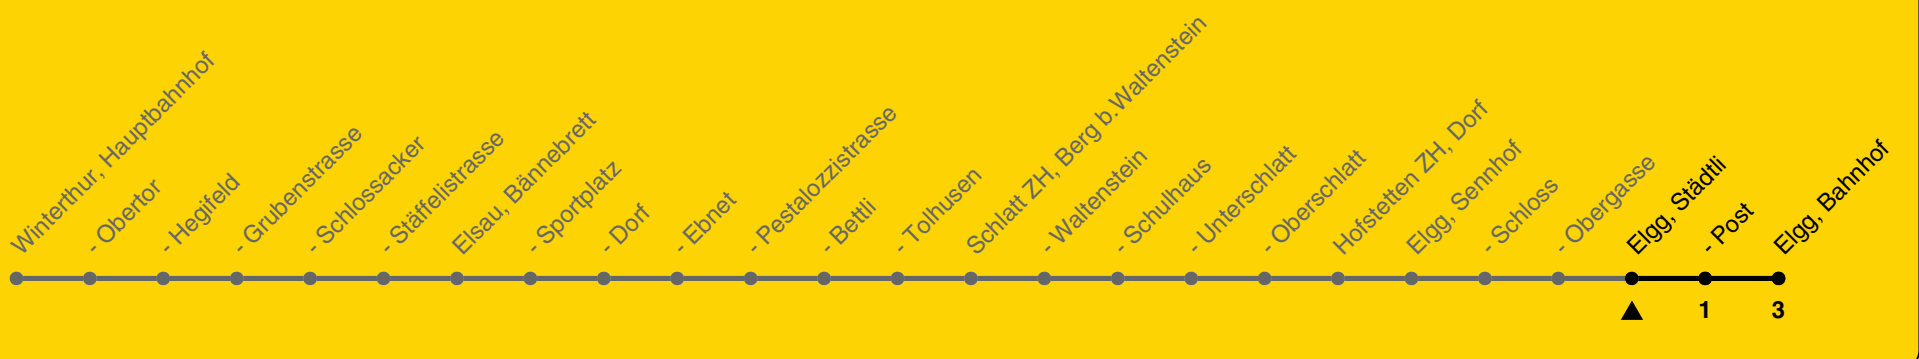 Winterthur, Hauptbahnhof
- Obertor
- Hegifeld
- Grubenstrasse
- Schlossacker
- Stäffelistrasse
Elsau, Bännebrett
- Sportplatz
- Dorf
- Ebnet
- Pestalozzistrasse
- Bettli
- Tolhusen
Schlatt ZH, Berg b.Waltenstein
- Waltenstein
- Schulhaus
- Unterschlatt
- Oberschlatt
Hofstetten ZH, Dorf
Elgg, Sennhof
- Schloss
- Obergasse
Elgg, Städtli
- Post
Elgg, Bahnhof
1
3